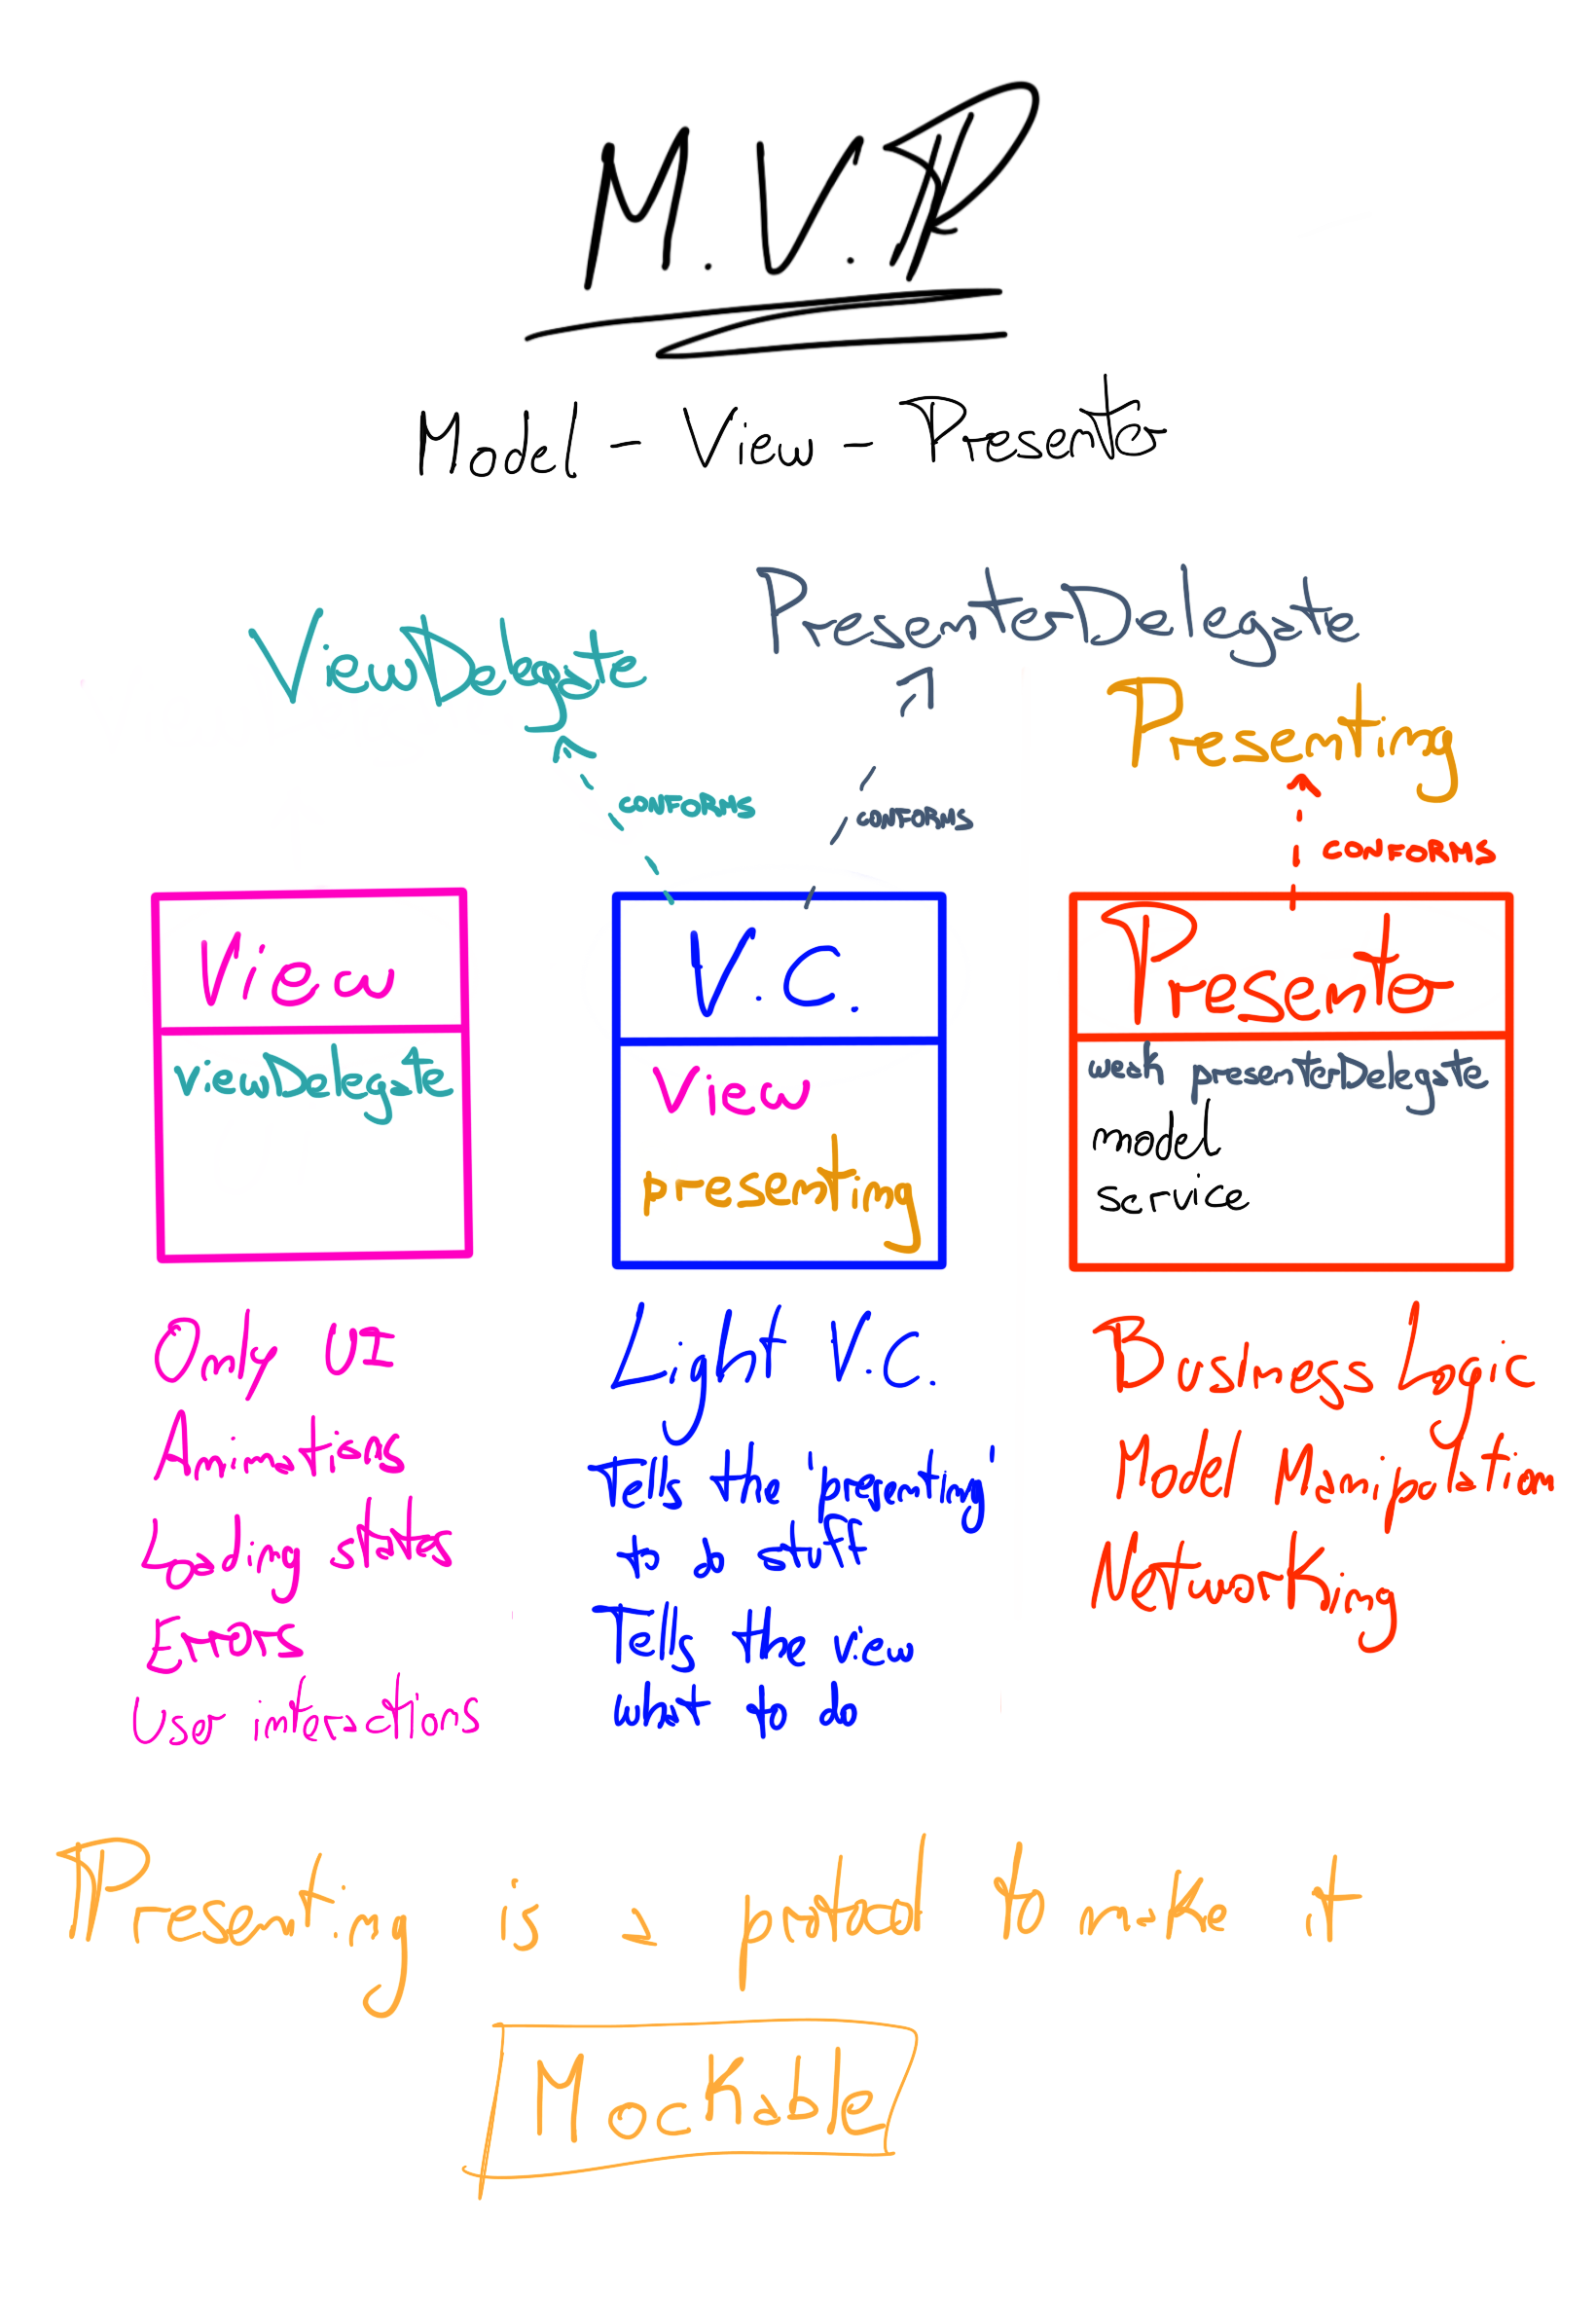 M.V.P
Model - View - Presenter
PresenterDelegate
ViewDelegate
Presenting
CONFORMS
CONFORMS
CONFORMS
View
viewDelegate
V.C.
View
presenting
Presenter
weak presenterDelegate
model
service
Only UI
Animations
Loading states
Errors
User interactions
Light V.C.
Tells the 'presenting'
to do stuff
Tells the view
what to do
Business Logic
Model Manipolation
Networking
Presenting is a protocol to make it
Mockable